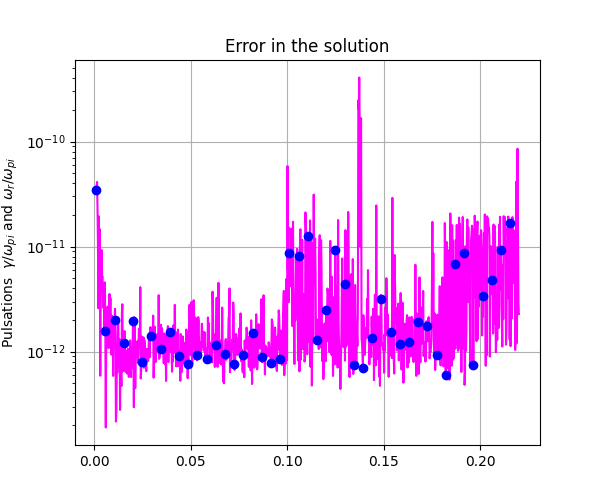 Error in the solution
Pulsations γ/ω_pi and ω_r/ω_pi
10^−10
10^−11
10^−12
0.00 0.05 0.10 0.15 0.20